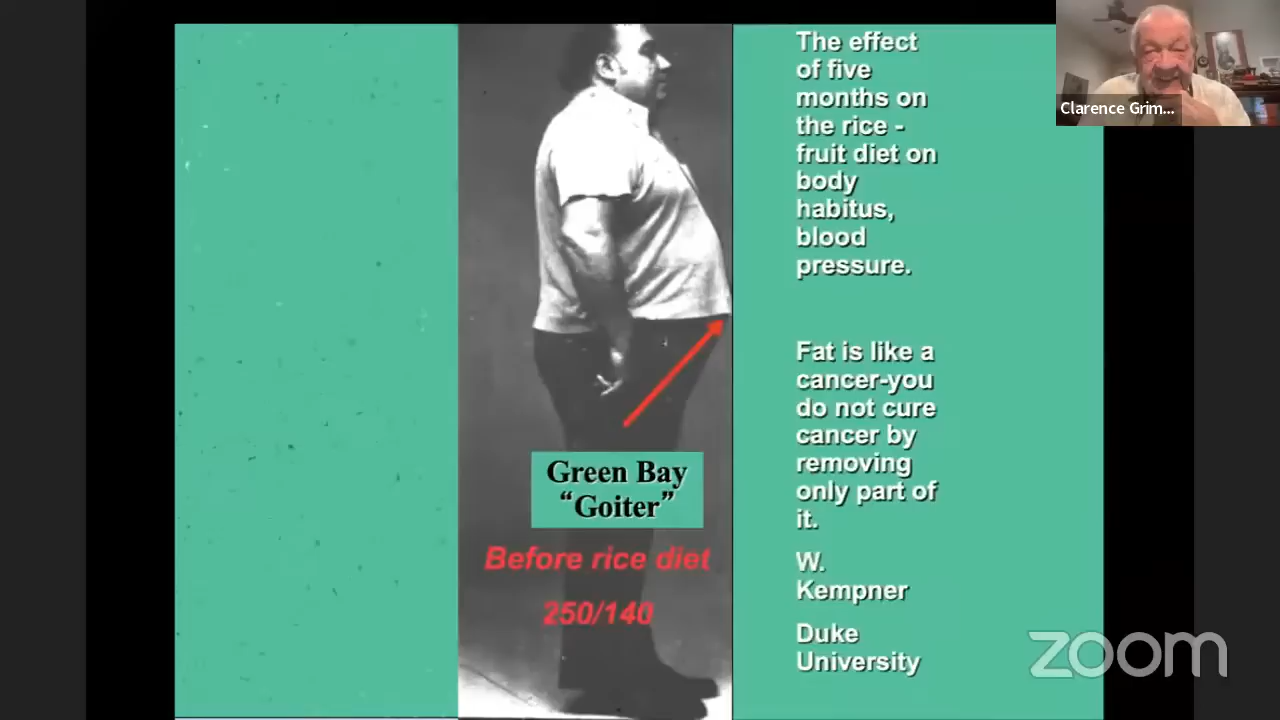 The effect
of five
months on
the rice -
fruit diet on
body
habitus,
blood
pressure.
Fat is like a
cancer-you
do not cure
cancer by
removing
only part of
it.
W.
Kempner
Duke
University
Green Bay
“Goiter”
Before rice diet
250/140
Clarence Grim...
zoom